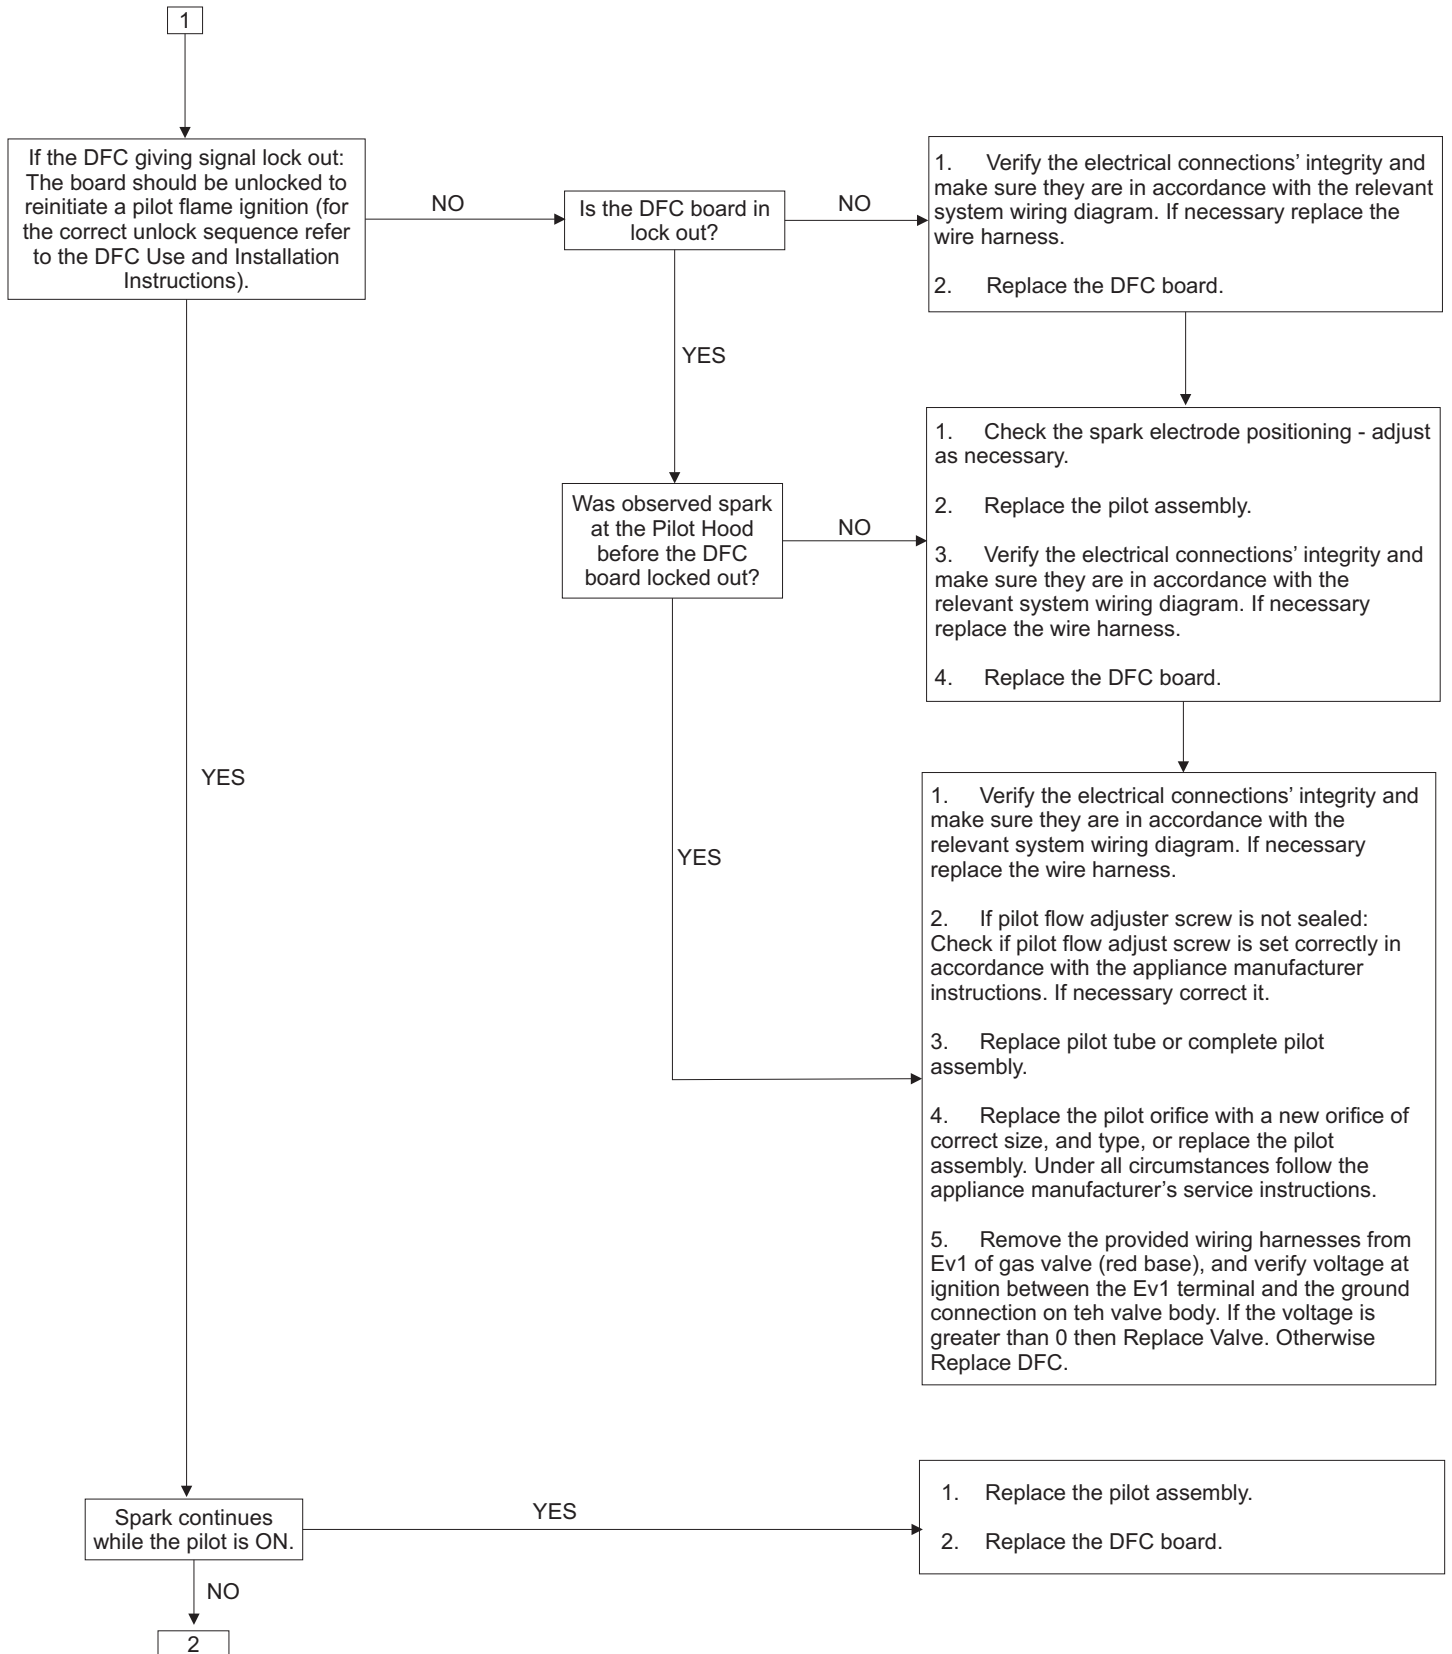 1
If the DFC giving signal lock out:
The board should be unlocked to
reinitiate a pilot flame ignition (for
the correct unlock sequence refer
to the DFC Use and Installation
Instructions).
NO
Is the DFC board in
lock out?
NO
1. Verify the electrical connections’ integrity and
make sure they are in accordance with the relevant
system wiring diagram. If necessary replace the
wire harness.
2. Replace the DFC board.
YES
1. Check the spark electrode positioning - adjust
as necessary.
2. Replace the pilot assembly.
3. Verify the electrical connections’ integrity and
make sure they are in accordance with the
relevant system wiring diagram. If necessary
replace the wire harness.
4. Replace the DFC board.
Was observed spark
at the Pilot Hood
before the DFC
board locked out?
NO
YES
YES
1. Verify the electrical connections’ integrity and
make sure they are in accordance with the
relevant system wiring diagram. If necessary
replace the wire harness.
2. If pilot flow adjuster screw is not sealed:
Check if pilot flow adjust screw is set correctly in
accordance with the appliance manufacturer
instructions. If necessary correct it.
3. Replace pilot tube or complete pilot
assembly.
4. Replace the pilot orifice with a new orifice of
correct size, and type, or replace the pilot
assembly. Under all circumstances follow the
appliance manufacturer’s service instructions.
5. Remove the provided wiring harnesses from
Ev1 of gas valve (red base), and verify voltage at
ignition between the Ev1 terminal and the ground
connection on teh valve body. If the voltage is
greater than 0 then Replace Valve. Otherwise
Replace DFC.
Spark continues
while the pilot is ON.
YES
1. Replace the pilot assembly.
2. Replace the DFC board.
NO
2